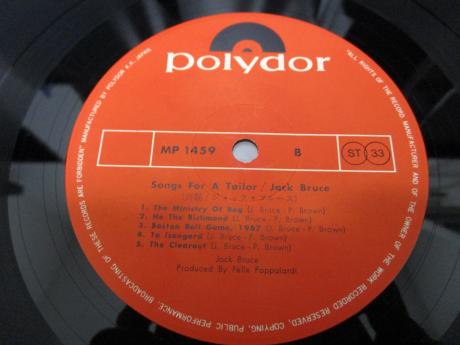 polydor
MP 1459
B
ST 33
Songs For A Tailor / Jack Bruce
1. The Ministry Of Bag (J. Bruce - P. Brown)
2. He The Richmond (J. Bruce - P. Brown)
3. Boston Ball Game, 1967 (J. Bruce - P. Brown)
4. To Isengard (J. Bruce - P. Brown)
5. The Clearout (J. Bruce - P. Brown)
Jack Bruce
Produced By Felix Pappalardi
"ALL RIGHTS OF THE RECORD MANUFACTURER AND OF THE OWNER OF THE WORK RECORDED RESERVED. COPYING, PUBLIC PERFORMANCE, BROADCASTING OF THESE RECORDS ARE FORBIDDEN" MANUFACTURED BY POLYDOR K.K. JAPAN.